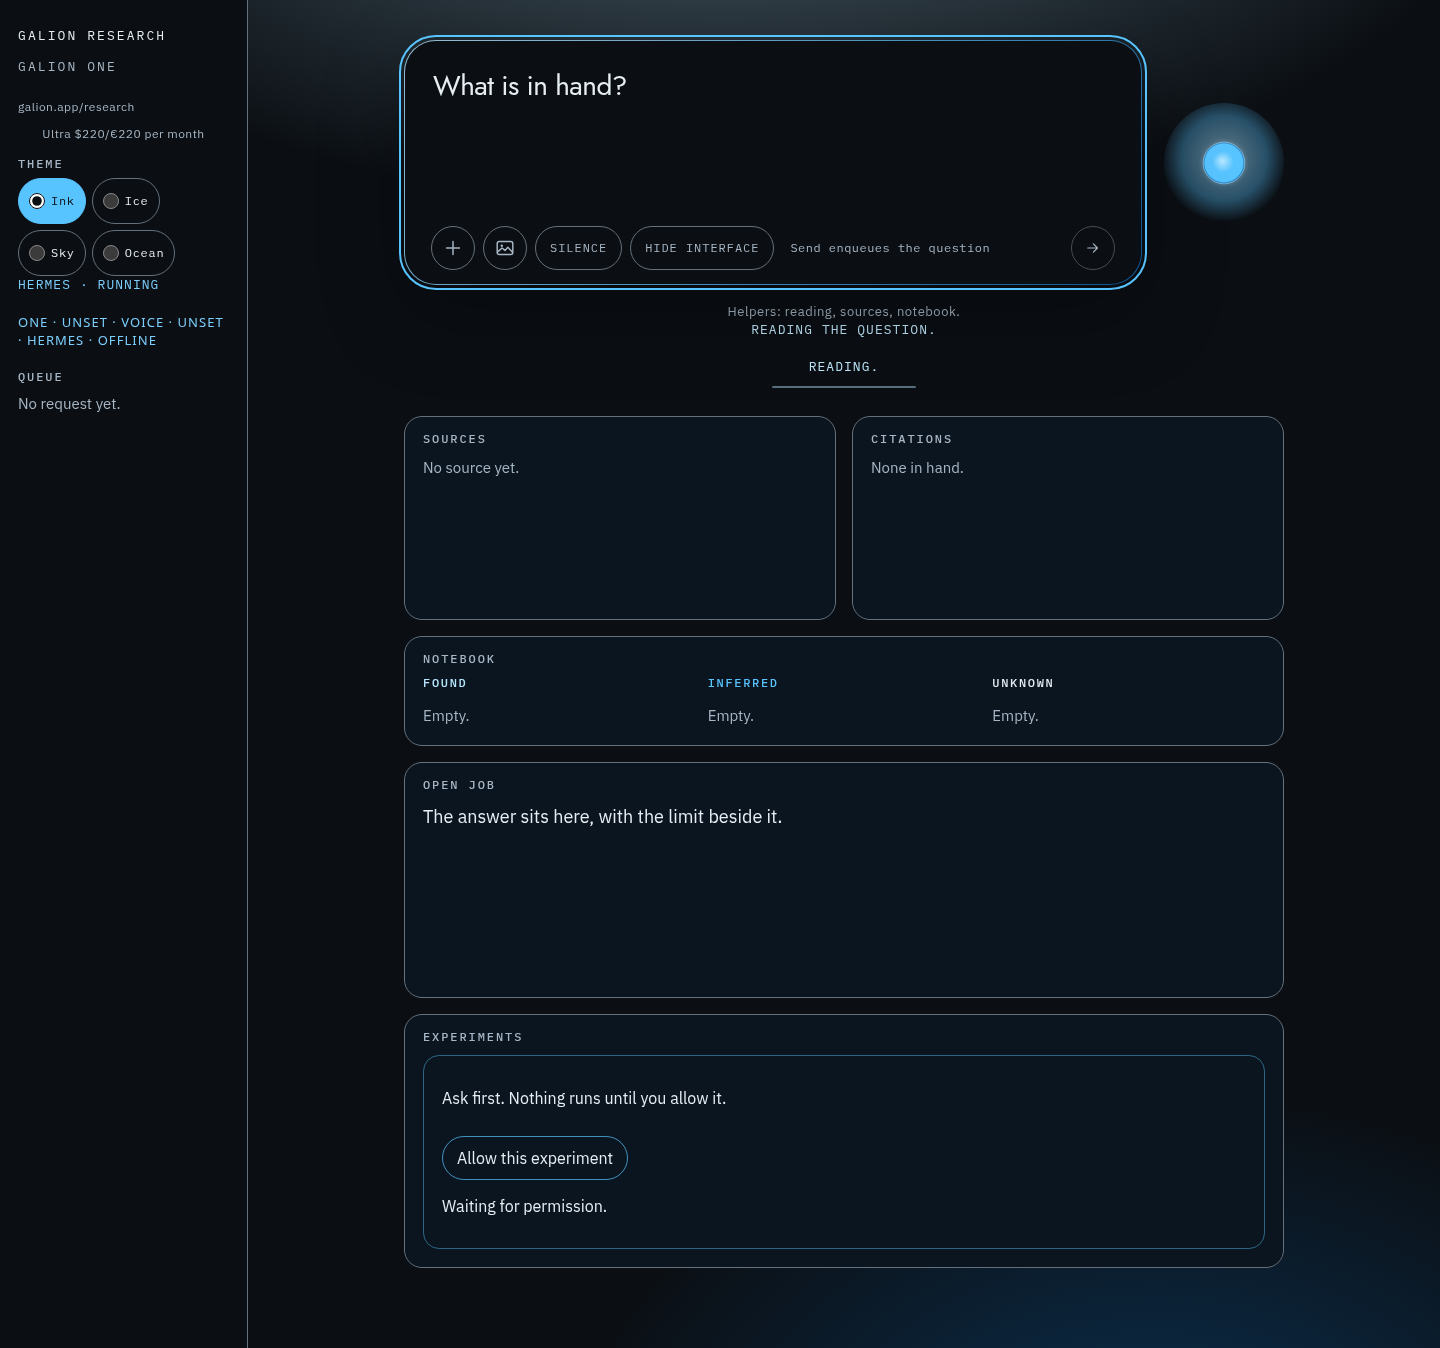 GALION RESEARCH
GALION ONE
galion.app/research
Ultra $220/€220 per month
THEME
Ink
Ice
Sky
Ocean
HERMES · RUNNING
ONE · UNSET · VOICE · UNSET
· HERMES · OFFLINE
QUEUE
No request yet.
What is in hand?
SILENCE
HIDE INTERFACE
Send enqueues the question
Helpers: reading, sources, notebook.
READING THE QUESTION.
READING.
SOURCES
No source yet.
CITATIONS
None in hand.
NOTEBOOK
FOUND
Empty.
INFERRED
Empty.
UNKNOWN
Empty.
OPEN JOB
The answer sits here, with the limit beside it.
EXPERIMENTS
Ask first. Nothing runs until you allow it.
Allow this experiment
Waiting for permission.